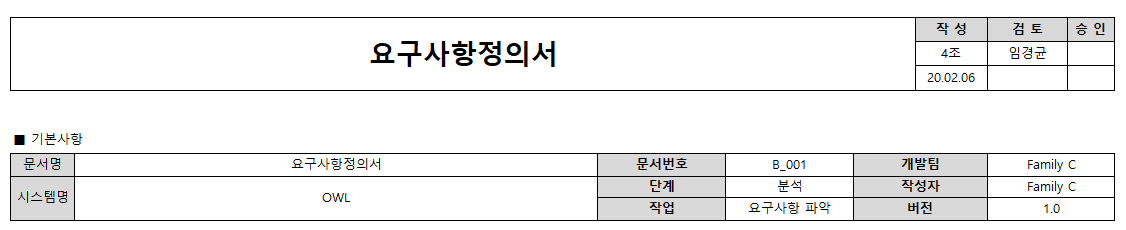 요구사항정의서
작 성 검 토 승 인
4조 임경균
20.02.06
■ 기본사항
문서명 요구사항정의서 문서번호 B_001 개발팀 Family C
시스템명 OWL 단계 분석 작성자 Family C
작업 요구사항 파악 버전 1.0